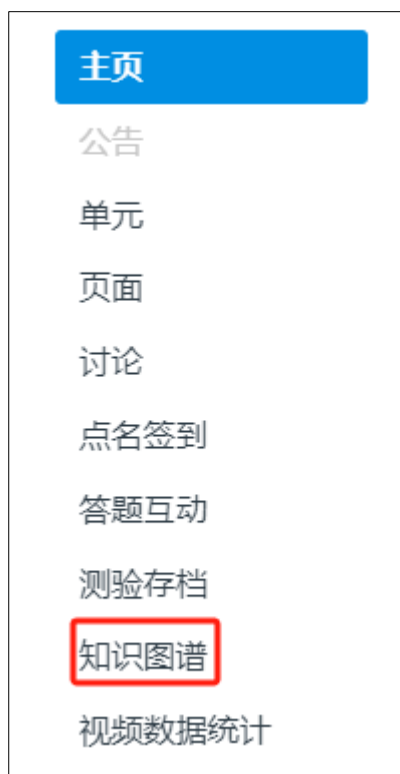 主页
公告
单元
页面
讨论
点名签到
答题互动
测验存档
知识图谱
视频数据统计